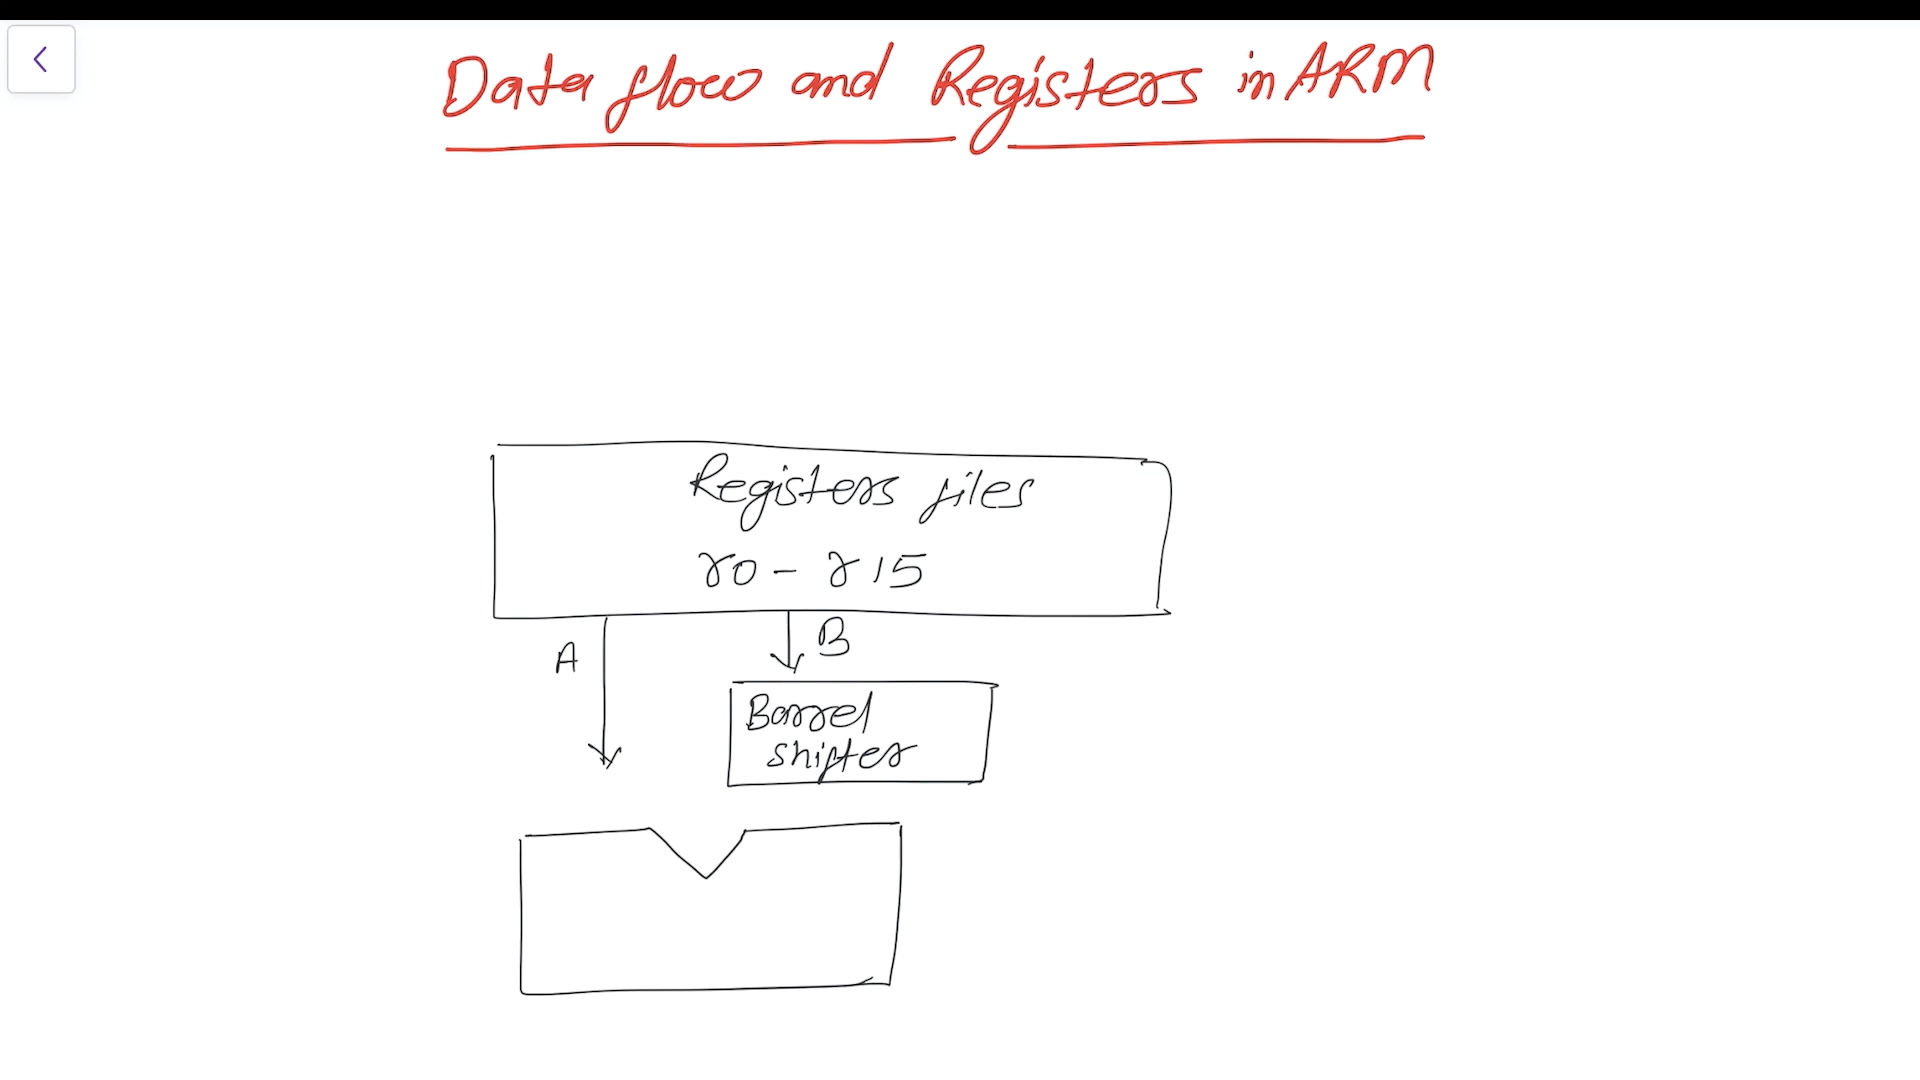 Data flow and Registers in ARM
Registers files
r0 - r15
A
B
Barrel
shifter